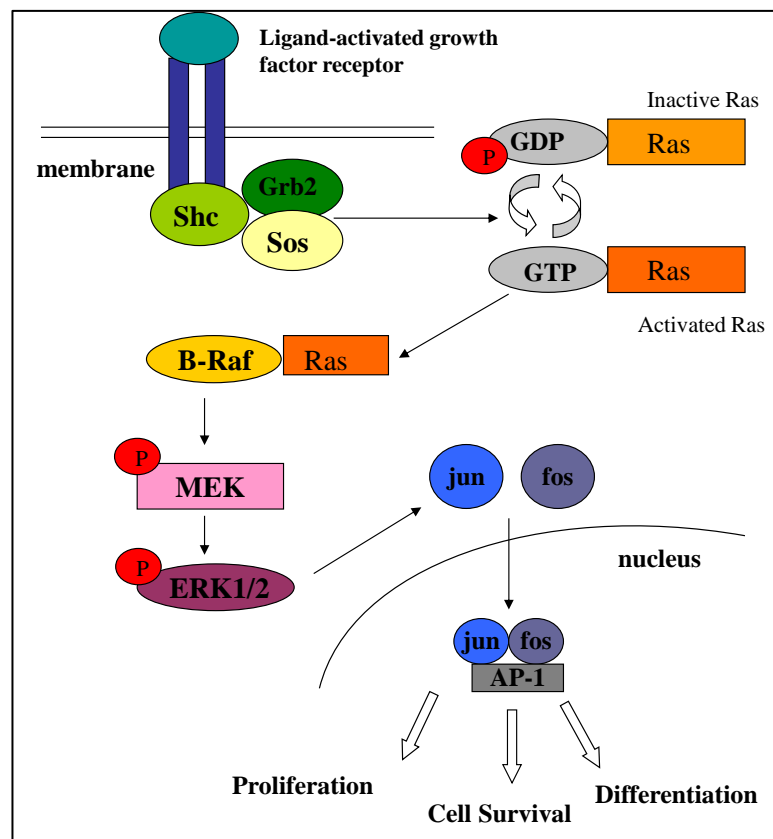 Ligand-activated growth
factor receptor
Inactive Ras
P
GDP
Ras
membrane
Grb2
Shc
Sos
GTP
Ras
Activated Ras
B-Raf
Ras
P
MEK
jun
fos
P
ERK1/2
nucleus
jun
fos
AP-1
Proliferation
Cell Survival
Differentiation